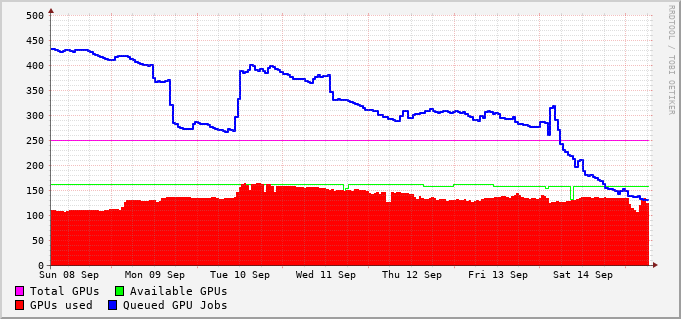 500
450
400
350
300
250
200
150
100
50
0
Sun 08 Sep Mon 09 Sep Tue 10 Sep Wed 11 Sep Thu 12 Sep Fri 13 Sep Sat 14 Sep
Total GPUs Available GPUs
GPUs used Queued GPU Jobs
RRDTOOL / TOBI OETIKER